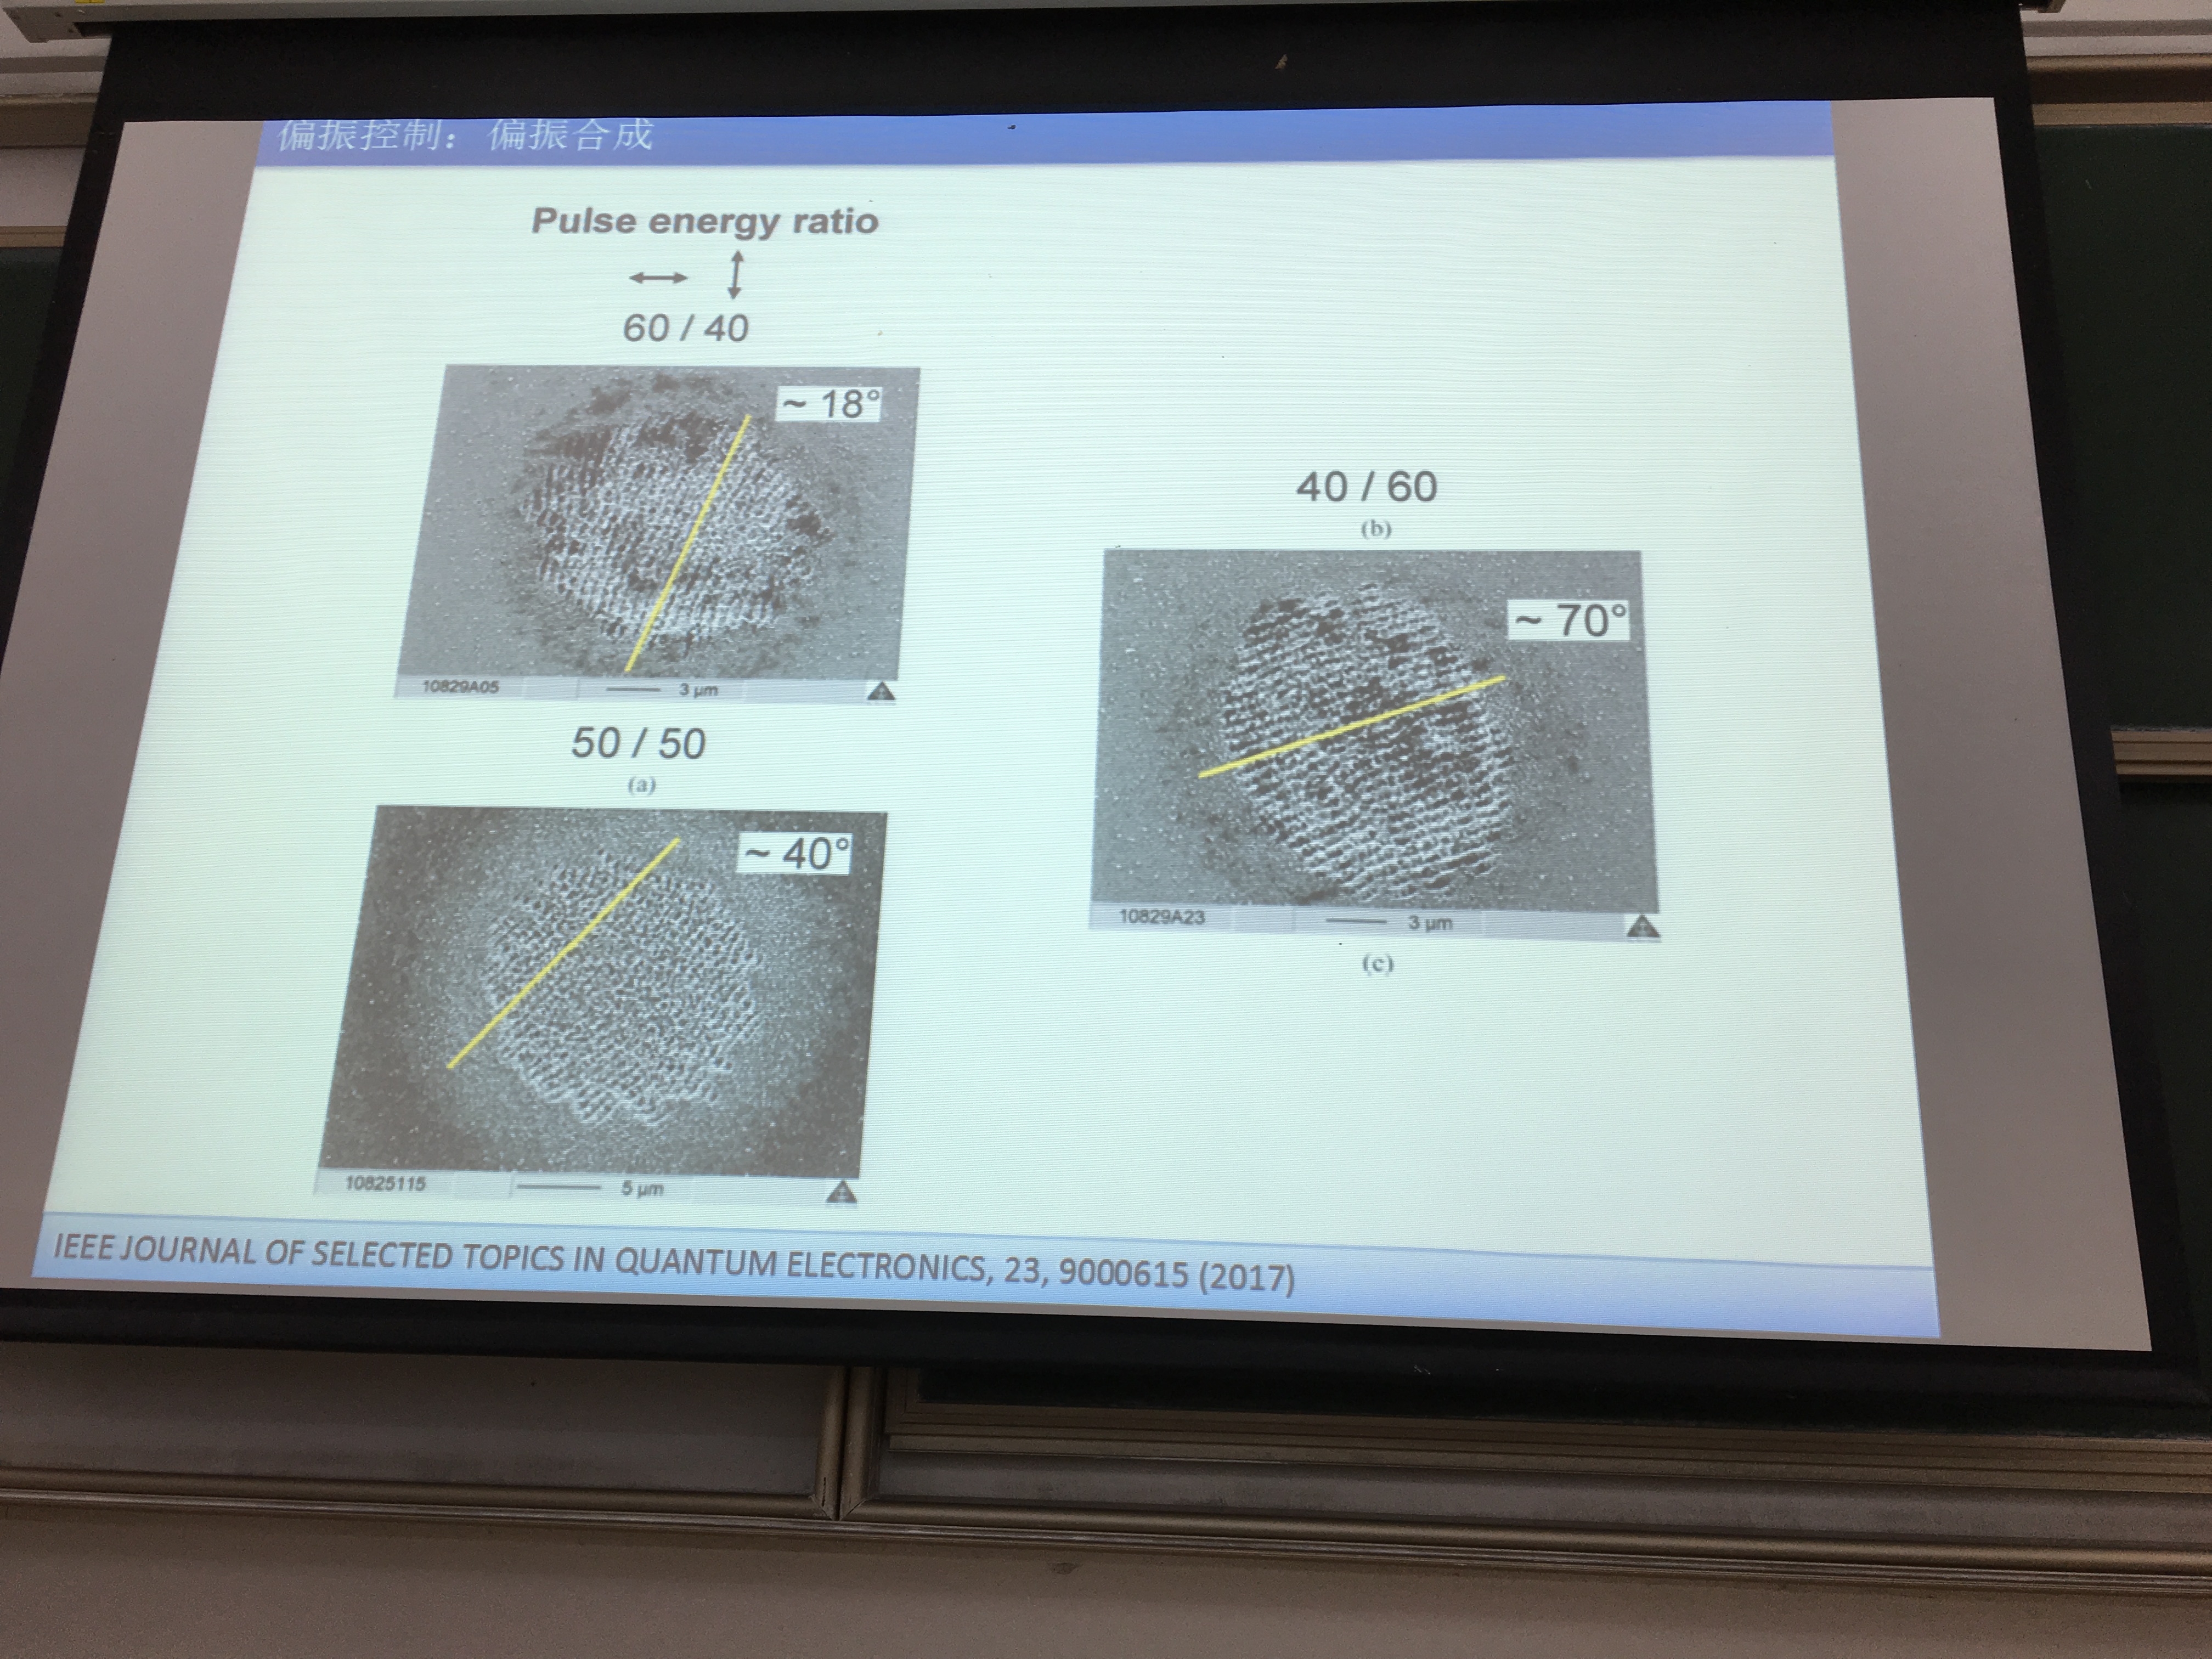 偏振控制： 偏振合成
Pulse energy ratio
60 / 40
~ 18°
10829A05 3 µm
50 / 50
(a)
~ 40°
10825115 5 µm
40 / 60
(b)
~ 70°
10829A23 3 µm
(c)
IEEE JOURNAL OF SELECTED TOPICS IN QUANTUM ELECTRONICS, 23, 9000615 (2017)